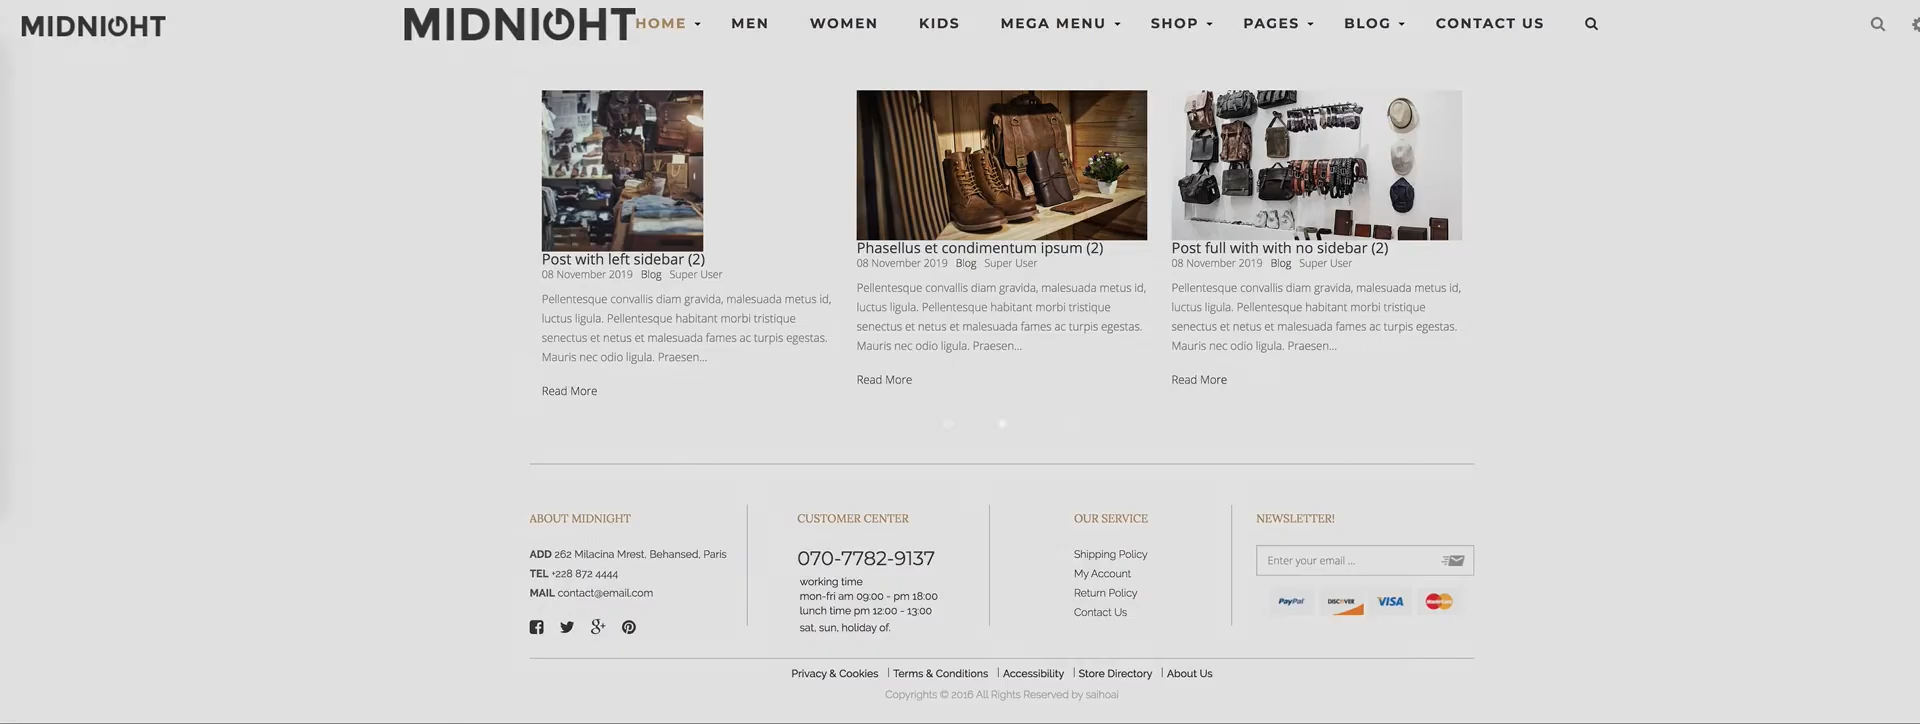 MIDNIGHT
MIDNIGHT HOME MEN WOMEN KIDS MEGA MENU SHOP PAGES BLOG CONTACT US
Post with left sidebar (2)
08 November 2019 Blog Super User
Pellentesque convallis diam gravida, malesuada metus id,
luctus ligula. Pellentesque habitant morbi tristique
senectus et netus et malesuada fames ac turpis egestas.
Mauris nec odio ligula. Praesen...
Read More
Phasellus et condimentum ipsum (2)
08 November 2019 Blog Super User
Pellentesque convallis diam gravida, malesuada metus id,
luctus ligula. Pellentesque habitant morbi tristique
senectus et netus et malesuada fames ac turpis egestas.
Mauris nec odio ligula. Praesen...
Read More
Post full with with no sidebar (2)
08 November 2019 Blog Super User
Pellentesque convallis diam gravida, malesuada metus id,
luctus ligula. Pellentesque habitant morbi tristique
senectus et netus et malesuada fames ac turpis egestas.
Mauris nec odio ligula. Praesen...
Read More
ABOUT MIDNIGHT
ADD 262 Milacina Mrest, Behansed, Paris
TEL +228 872 4444
MAIL contact@email.com
CUSTOMER CENTER
070-7782-9137
working time
mon-fri am 09:00 - pm 18:00
lunch time pm 12:00 - 13:00
sat, sun, holiday of.
OUR SERVICE
Shipping Policy
My Account
Return Policy
Contact Us
NEWSLETTER!
Enter your email ...
PayPal DISCOVER VISA MasterCard
Privacy & Cookies | Terms & Conditions | Accessibility | Store Directory | About Us
Copyrights © 2016 All Rights Reserved by saihoai